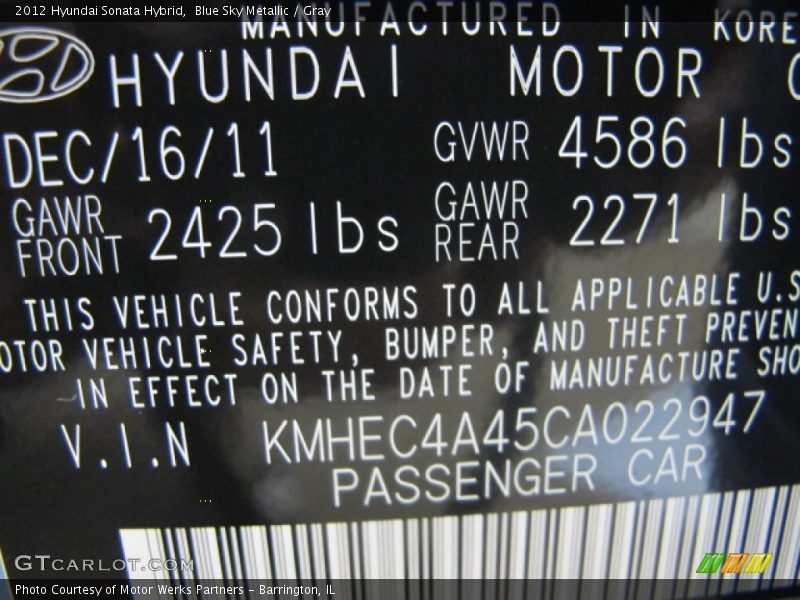 2012 Hyundai Sonata Hybrid,  Blue Sky Metallic / Gray
MANUFACTURED IN KORE
HYUNDAI MOTOR C
DEC/16/11 GVWR 4586 lbs
GAWR FRONT 2425 lbs GAWR REAR 2271 lbs
THIS VEHICLE CONFORMS TO ALL APPLICABLE U.S
OTOR VEHICLE SAFETY, BUMPER, AND THEFT PREVEN
IN EFFECT ON THE DATE OF MANUFACTURE SHO
V.I.N KMHEC4A45CA022947
PASSENGER CAR
GTCARLOT.COM
Photo Courtesy of Motor Werks Partners - Barrington, IL